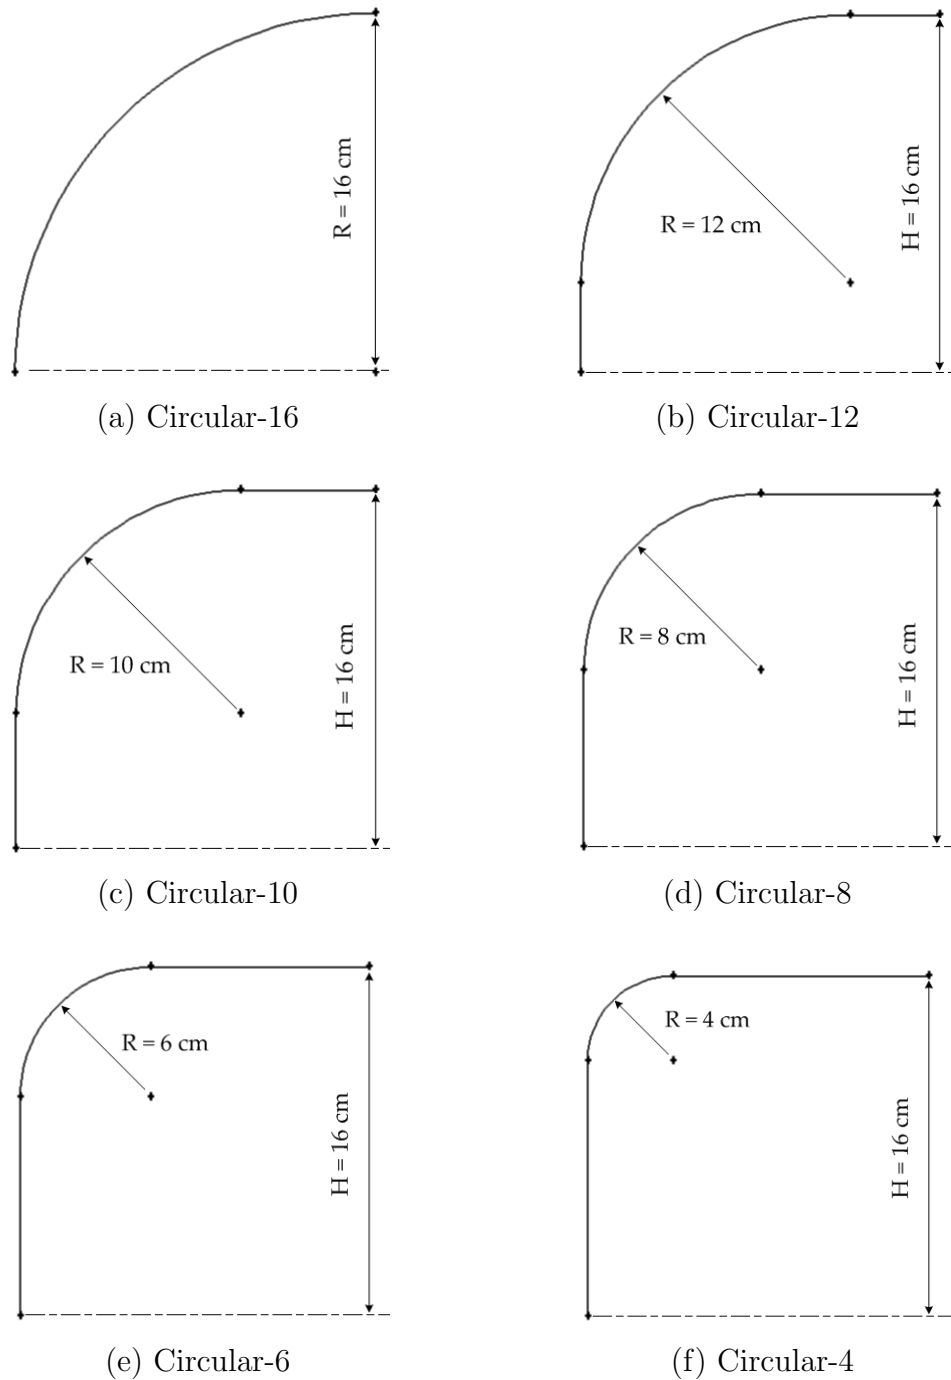 R = 16 cm
R = 12 cm
H = 16 cm
(a) Circular-16
(b) Circular-12
R = 10 cm
H = 16 cm
R = 8 cm
H = 16 cm
(c) Circular-10
(d) Circular-8
R = 6 cm
H = 16 cm
R = 4 cm
H = 16 cm
(e) Circular-6
(f) Circular-4